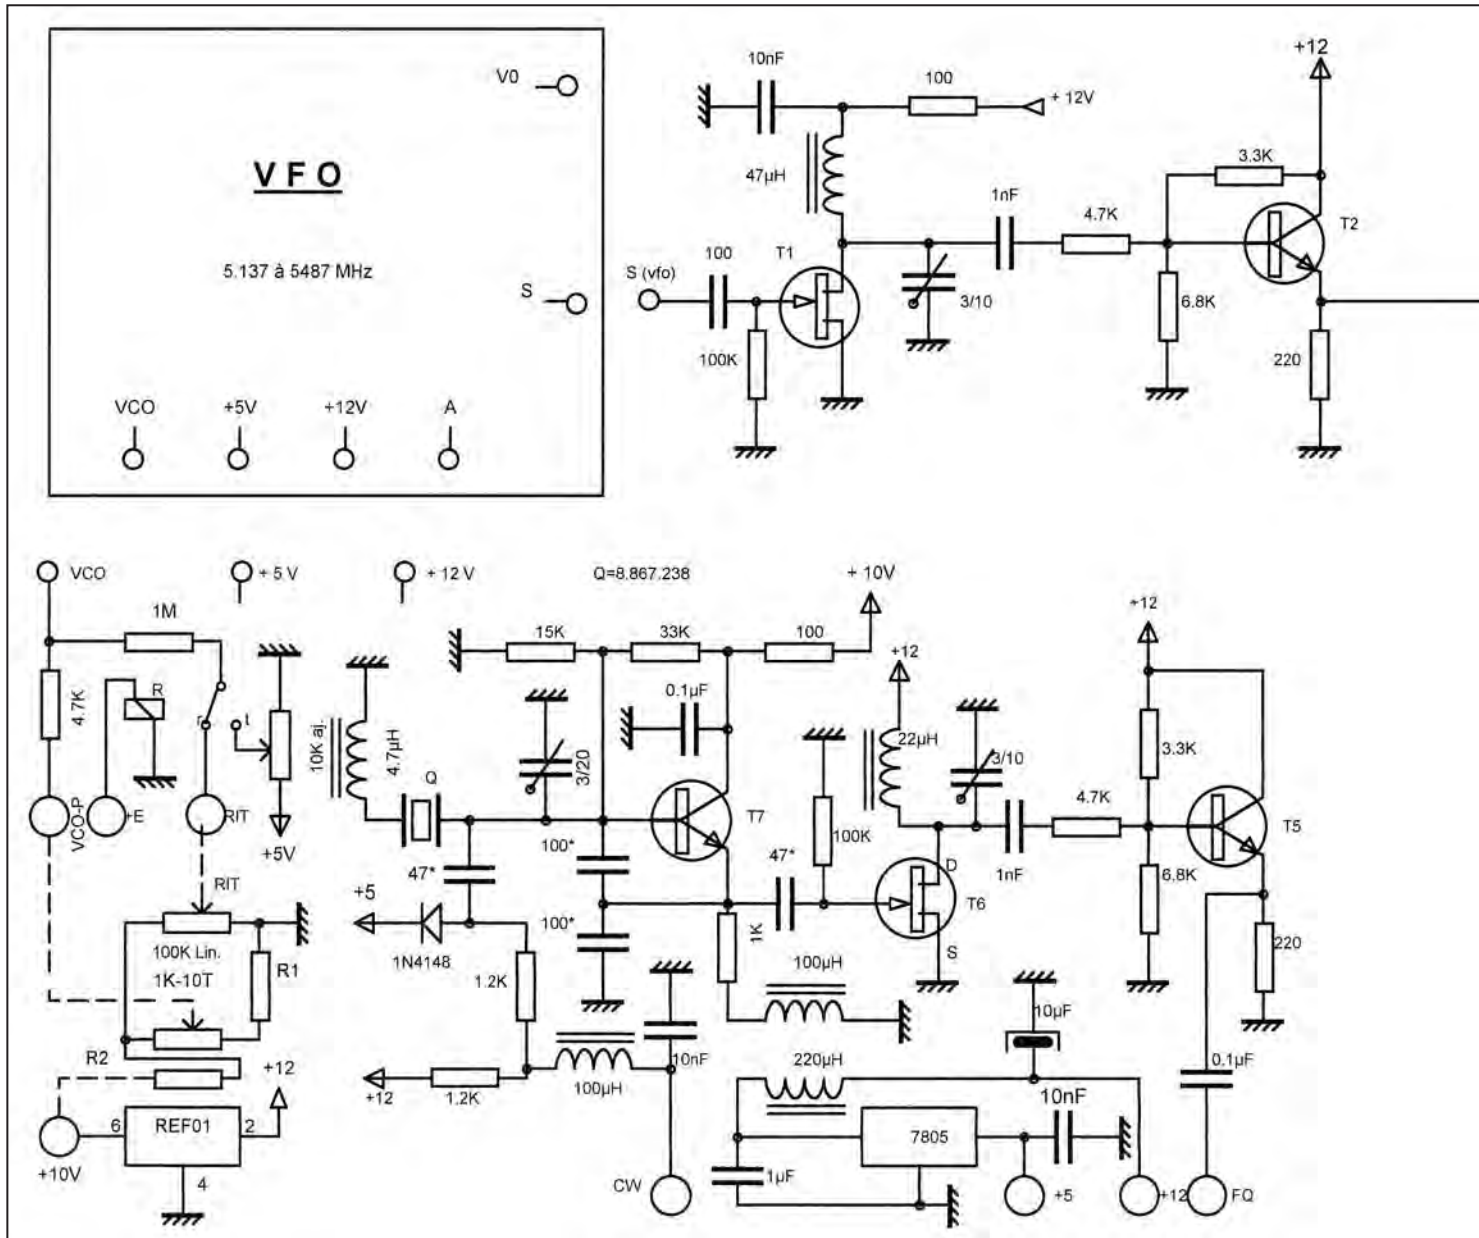 V0
VFO
5.137 à 5487 MHz
S
VCO
+5V
+12V
A
10nF
100
+ 12V
47µH
S (vfo)
100
T1
100K
3/10
1nF
4.7K
3.3K
+12
T2
6.8K
220
VCO
+ 5 V
+ 12 V
Q=8.867.238
+ 10V
1M
4.7K
R
r
t
10K aj.
VCO-P
+E
RIT
+5V
4.7µH
Q
15K
33K
100
0.1µF
3/20
T7
47*
100*
100*
+5
1N4148
1.2K
+12
1.2K
100µH
10nF
CW
1K
47*
100K
+12
22µH
3/10
D
T6
S
1nF
4.7K
+12
3.3K
T5
6.8K
220
0.1µF
FQ
RIT
100K Lin.
1K-10T
R1
R2
+12
6
REF01
2
4
+10V
100µH
220µH
10µF
7805
1µF
10nF
+5
+12